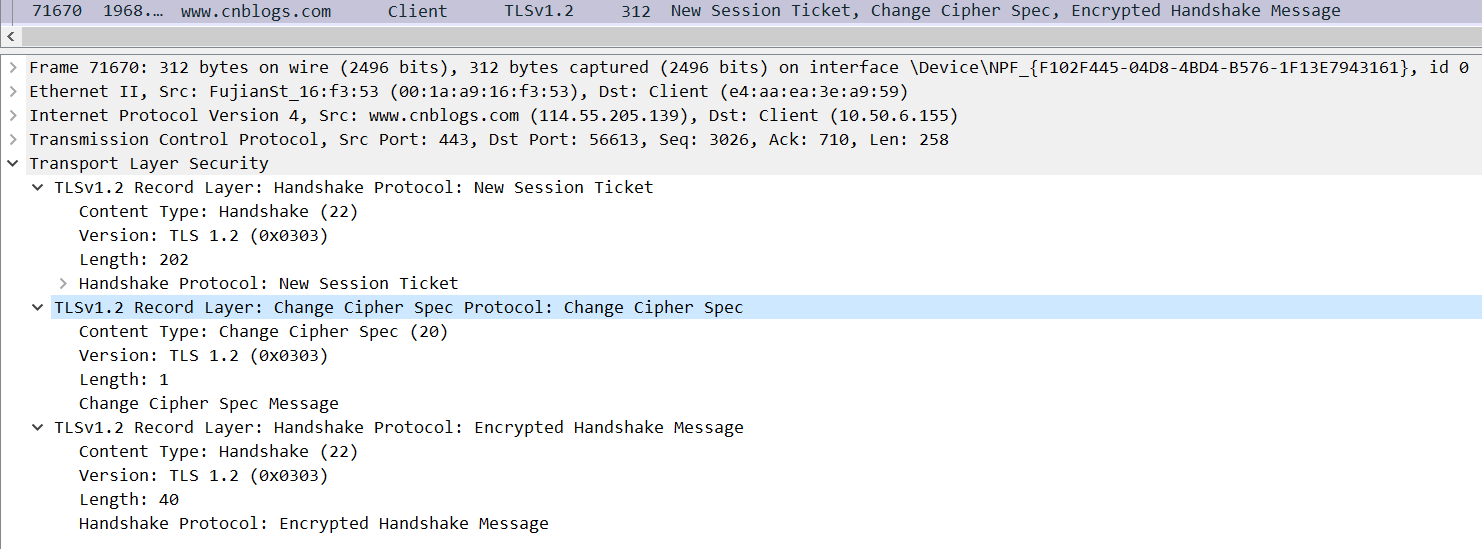 71670 1968.… www.cnblogs.com Client TLSv1.2 312 New Session Ticket, Change Cipher Spec, Encrypted Handshake Message
Frame 71670: 312 bytes on wire (2496 bits), 312 bytes captured (2496 bits) on interface \Device\NPF_{F102F445-04D8-4BD4-B576-1F13E7943161}, id 0
Ethernet II, Src: FujianSt_16:f3:53 (00:1a:a9:16:f3:53), Dst: Client (e4:aa:ea:3e:a9:59)
Internet Protocol Version 4, Src: www.cnblogs.com (114.55.205.139), Dst: Client (10.50.6.155)
Transmission Control Protocol, Src Port: 443, Dst Port: 56613, Seq: 3026, Ack: 710, Len: 258
Transport Layer Security
TLSv1.2 Record Layer: Handshake Protocol: New Session Ticket
Content Type: Handshake (22)
Version: TLS 1.2 (0x0303)
Length: 202
Handshake Protocol: New Session Ticket
TLSv1.2 Record Layer: Change Cipher Spec Protocol: Change Cipher Spec
Content Type: Change Cipher Spec (20)
Version: TLS 1.2 (0x0303)
Length: 1
Change Cipher Spec Message
TLSv1.2 Record Layer: Handshake Protocol: Encrypted Handshake Message
Content Type: Handshake (22)
Version: TLS 1.2 (0x0303)
Length: 40
Handshake Protocol: Encrypted Handshake Message